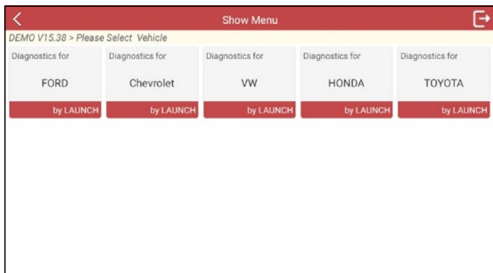 Show Menu
DEMO V15.38 > Please Select Vehicle
Diagnostics for Diagnostics for Diagnostics for Diagnostics for Diagnostics for
FORD Chevrolet VW HONDA TOYOTA
by LAUNCH by LAUNCH by LAUNCH by LAUNCH by LAUNCH